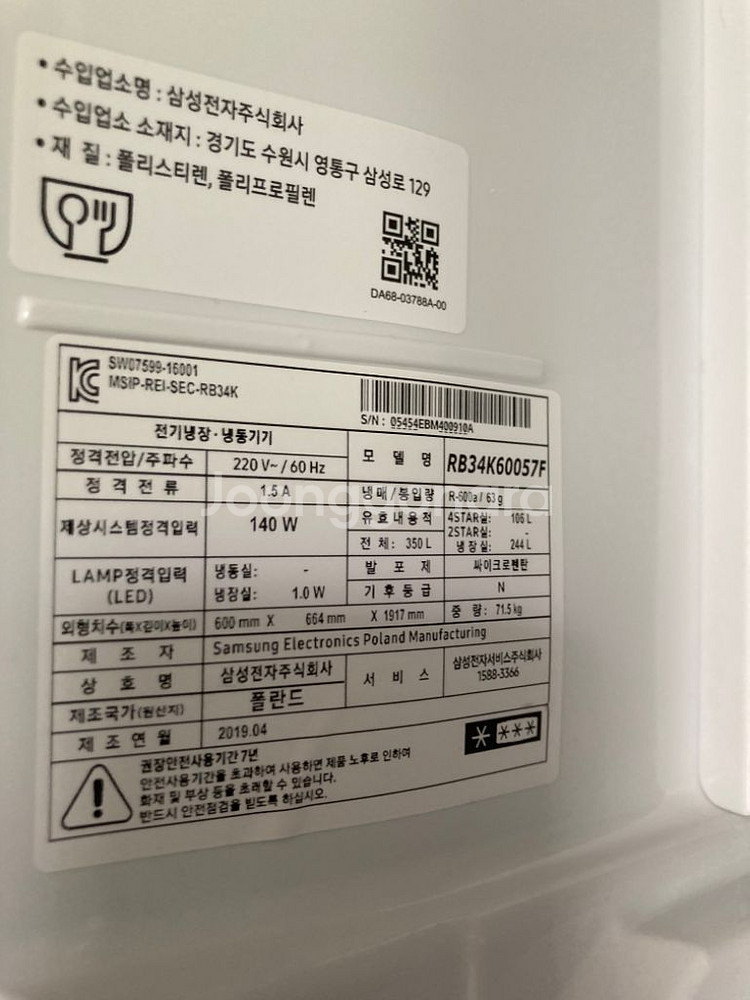 • 수입업소명 : 삼성전자주식회사
• 수입업소 소재지 : 경기도 수원시 영통구 삼성로 129
• 재 질 : 폴리스티렌, 폴리프로필렌
DA68-03788A-00
SW07599-16001
MSIP-REI-SEC-RB34K
S/N : 05454EBM400910A
전기냉장·냉동기기
모 델 명 RB34K60057F
정격전압/주파수 220 V~ / 60 Hz
정 격 전 류 1.5 A
냉매/봉입량 R-600a / 63 g
제상시스템정격입력 140 W
유효내용적
전 체: 350 L
4STAR실: 106 L
2STAR실: -
냉장실: 244 L
LAMP정격입력
(LED)
냉동실: -
냉장실: 1.0 W
발 포 제 싸이크로펜탄
기후등급 N
외형치수(폭X깊이X높이) 600 mm X 664 mm X 1917 mm
중 량: 71.5 kg
제 조 자 Samsung Electronics Poland Manufacturing
상 호 명 삼성전자주식회사
서 비 스 삼성전자서비스주식회사
1588-3366
제조국가(원산지) 폴란드
제 조 연 월 2019.04
권장안전사용기간 7년
안전사용기간을 초과하여 사용하면 제품 노후로 인하여
화재 및 부상 등을 초래할 수 있습니다.
반드시 안전점검을 받도록 하십시오.